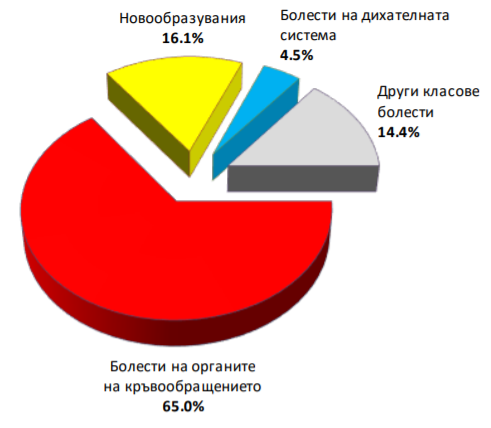 Новообразувания
16.1%
Болести на дихателната
система
4.5%
Други класове
болести
14.4%
Болести на органите
на кръвообращението
65.0%